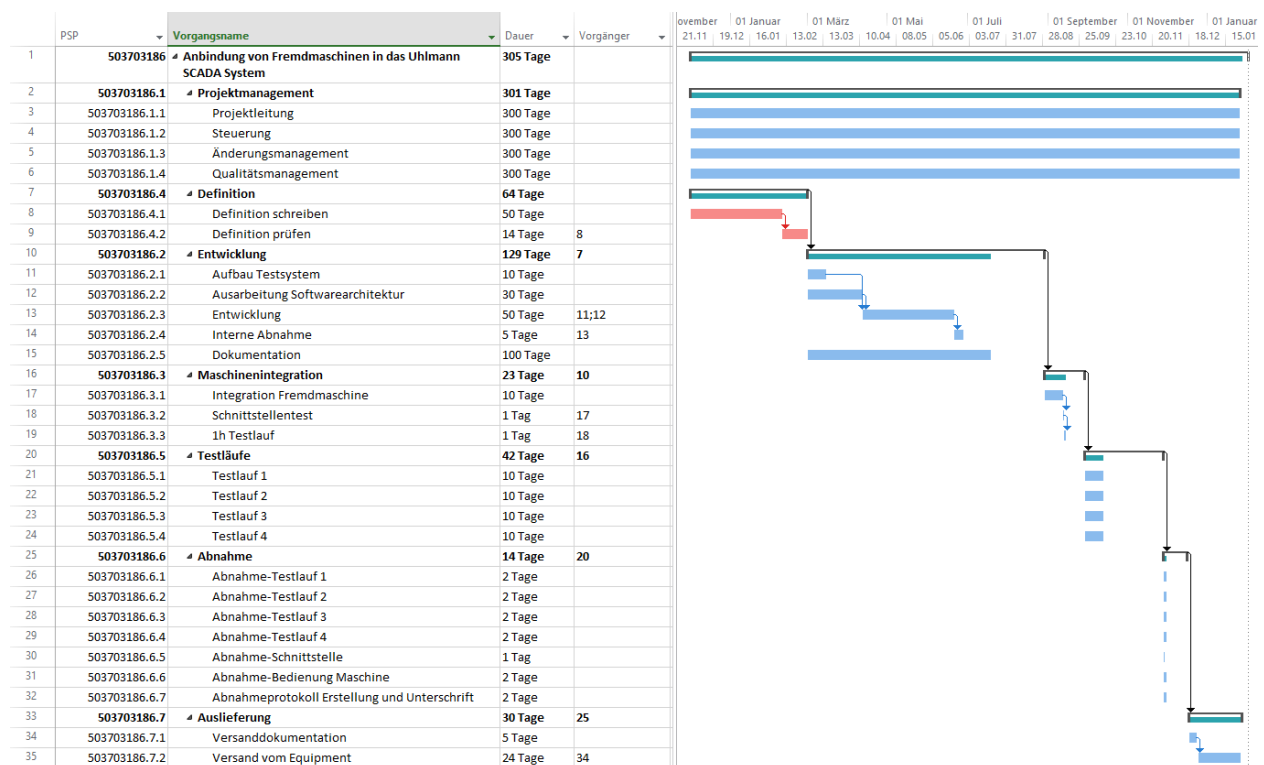 ovember 01 Januar 01 März 01 Mai 01 Juli 01 September 01 November 01 Januar
PSP Vorgangsname Dauer Vorgänger 21.11 19.12 16.01 13.02 13.03 10.04 08.05 05.06 03.07 31.07 28.08 25.09 23.10 20.11 18.12 15.01
1 503703186 Anbindung von Fremdmaschinen in das Uhlmann 305 Tage
SCADA System
2 503703186.1 Projektmanagement 301 Tage
3 503703186.1.1 Projektleitung 300 Tage
4 503703186.1.2 Steuerung 300 Tage
5 503703186.1.3 Änderungsmanagement 300 Tage
6 503703186.1.4 Qualitätsmanagement 300 Tage
7 503703186.4 Definition 64 Tage
8 503703186.4.1 Definition schreiben 50 Tage
9 503703186.4.2 Definition prüfen 14 Tage 8
10 503703186.2 Entwicklung 129 Tage 7
11 503703186.2.1 Aufbau Testsystem 10 Tage
12 503703186.2.2 Ausarbeitung Softwarearchitektur 30 Tage
13 503703186.2.3 Entwicklung 50 Tage 11;12
14 503703186.2.4 Interne Abnahme 5 Tage 13
15 503703186.2.5 Dokumentation 100 Tage
16 503703186.3 Maschinenintegration 23 Tage 10
17 503703186.3.1 Integration Fremdmaschine 10 Tage
18 503703186.3.2 Schnittstellentest 1 Tag 17
19 503703186.3.3 1h Testlauf 1 Tag 18
20 503703186.5 Testläufe 42 Tage 16
21 503703186.5.1 Testlauf 1 10 Tage
22 503703186.5.2 Testlauf 2 10 Tage
23 503703186.5.3 Testlauf 3 10 Tage
24 503703186.5.4 Testlauf 4 10 Tage
25 503703186.6 Abnahme 14 Tage 20
26 503703186.6.1 Abnahme-Testlauf 1 2 Tage
27 503703186.6.2 Abnahme-Testlauf 2 2 Tage
28 503703186.6.3 Abnahme-Testlauf 3 2 Tage
29 503703186.6.4 Abnahme-Testlauf 4 2 Tage
30 503703186.6.5 Abnahme-Schnittstelle 1 Tag
31 503703186.6.6 Abnahme-Bedienung Maschine 2 Tage
32 503703186.6.7 Abnahmeprotokoll Erstellung und Unterschrift 2 Tage
33 503703186.7 Auslieferung 30 Tage 25
34 503703186.7.1 Versanddokumentation 5 Tage
35 503703186.7.2 Versand vom Equipment 24 Tage 34